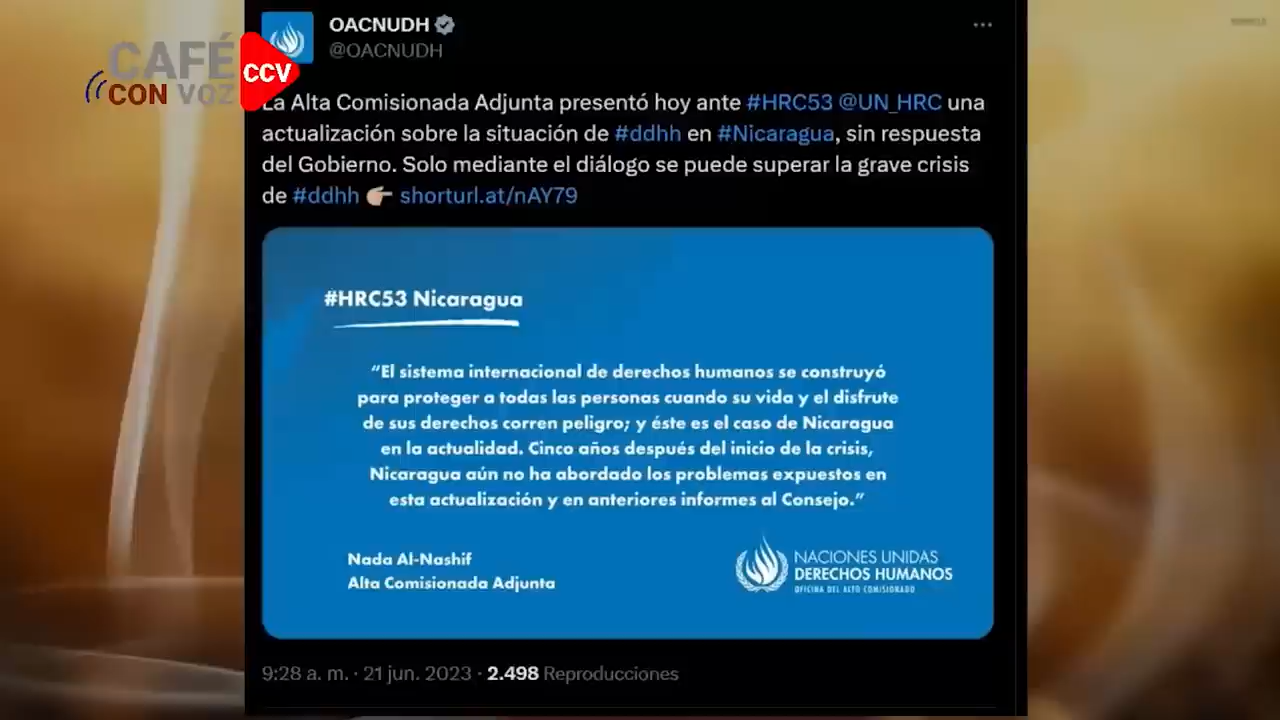 CAFÉ
CON VOZ
CCV
OACNUDH
@OACNUDH
La Alta Comisionada Adjunta presentó hoy ante #HRC53 @UN_HRC una
actualización sobre la situación de #ddhh en #Nicaragua, sin respuesta
del Gobierno. Solo mediante el diálogo se puede superar la grave crisis
de #ddhh 👉 shorturl.at/nAY79
#HRC53 Nicaragua
“El sistema internacional de derechos humanos se construyó
para proteger a todas las personas cuando su vida y el disfrute
de sus derechos corren peligro; y éste es el caso de Nicaragua
en la actualidad. Cinco años después del inicio de la crisis,
Nicaragua aún no ha abordado los problemas expuestos en
esta actualización y en anteriores informes al Consejo.”
Nada Al-Nashif
Alta Comisionada Adjunta
NACIONES UNIDAS
DERECHOS HUMANOS
OFICINA DEL ALTO COMISIONADO
9:28 a. m. · 21 jun. 2023 · 2.498 Reproducciones